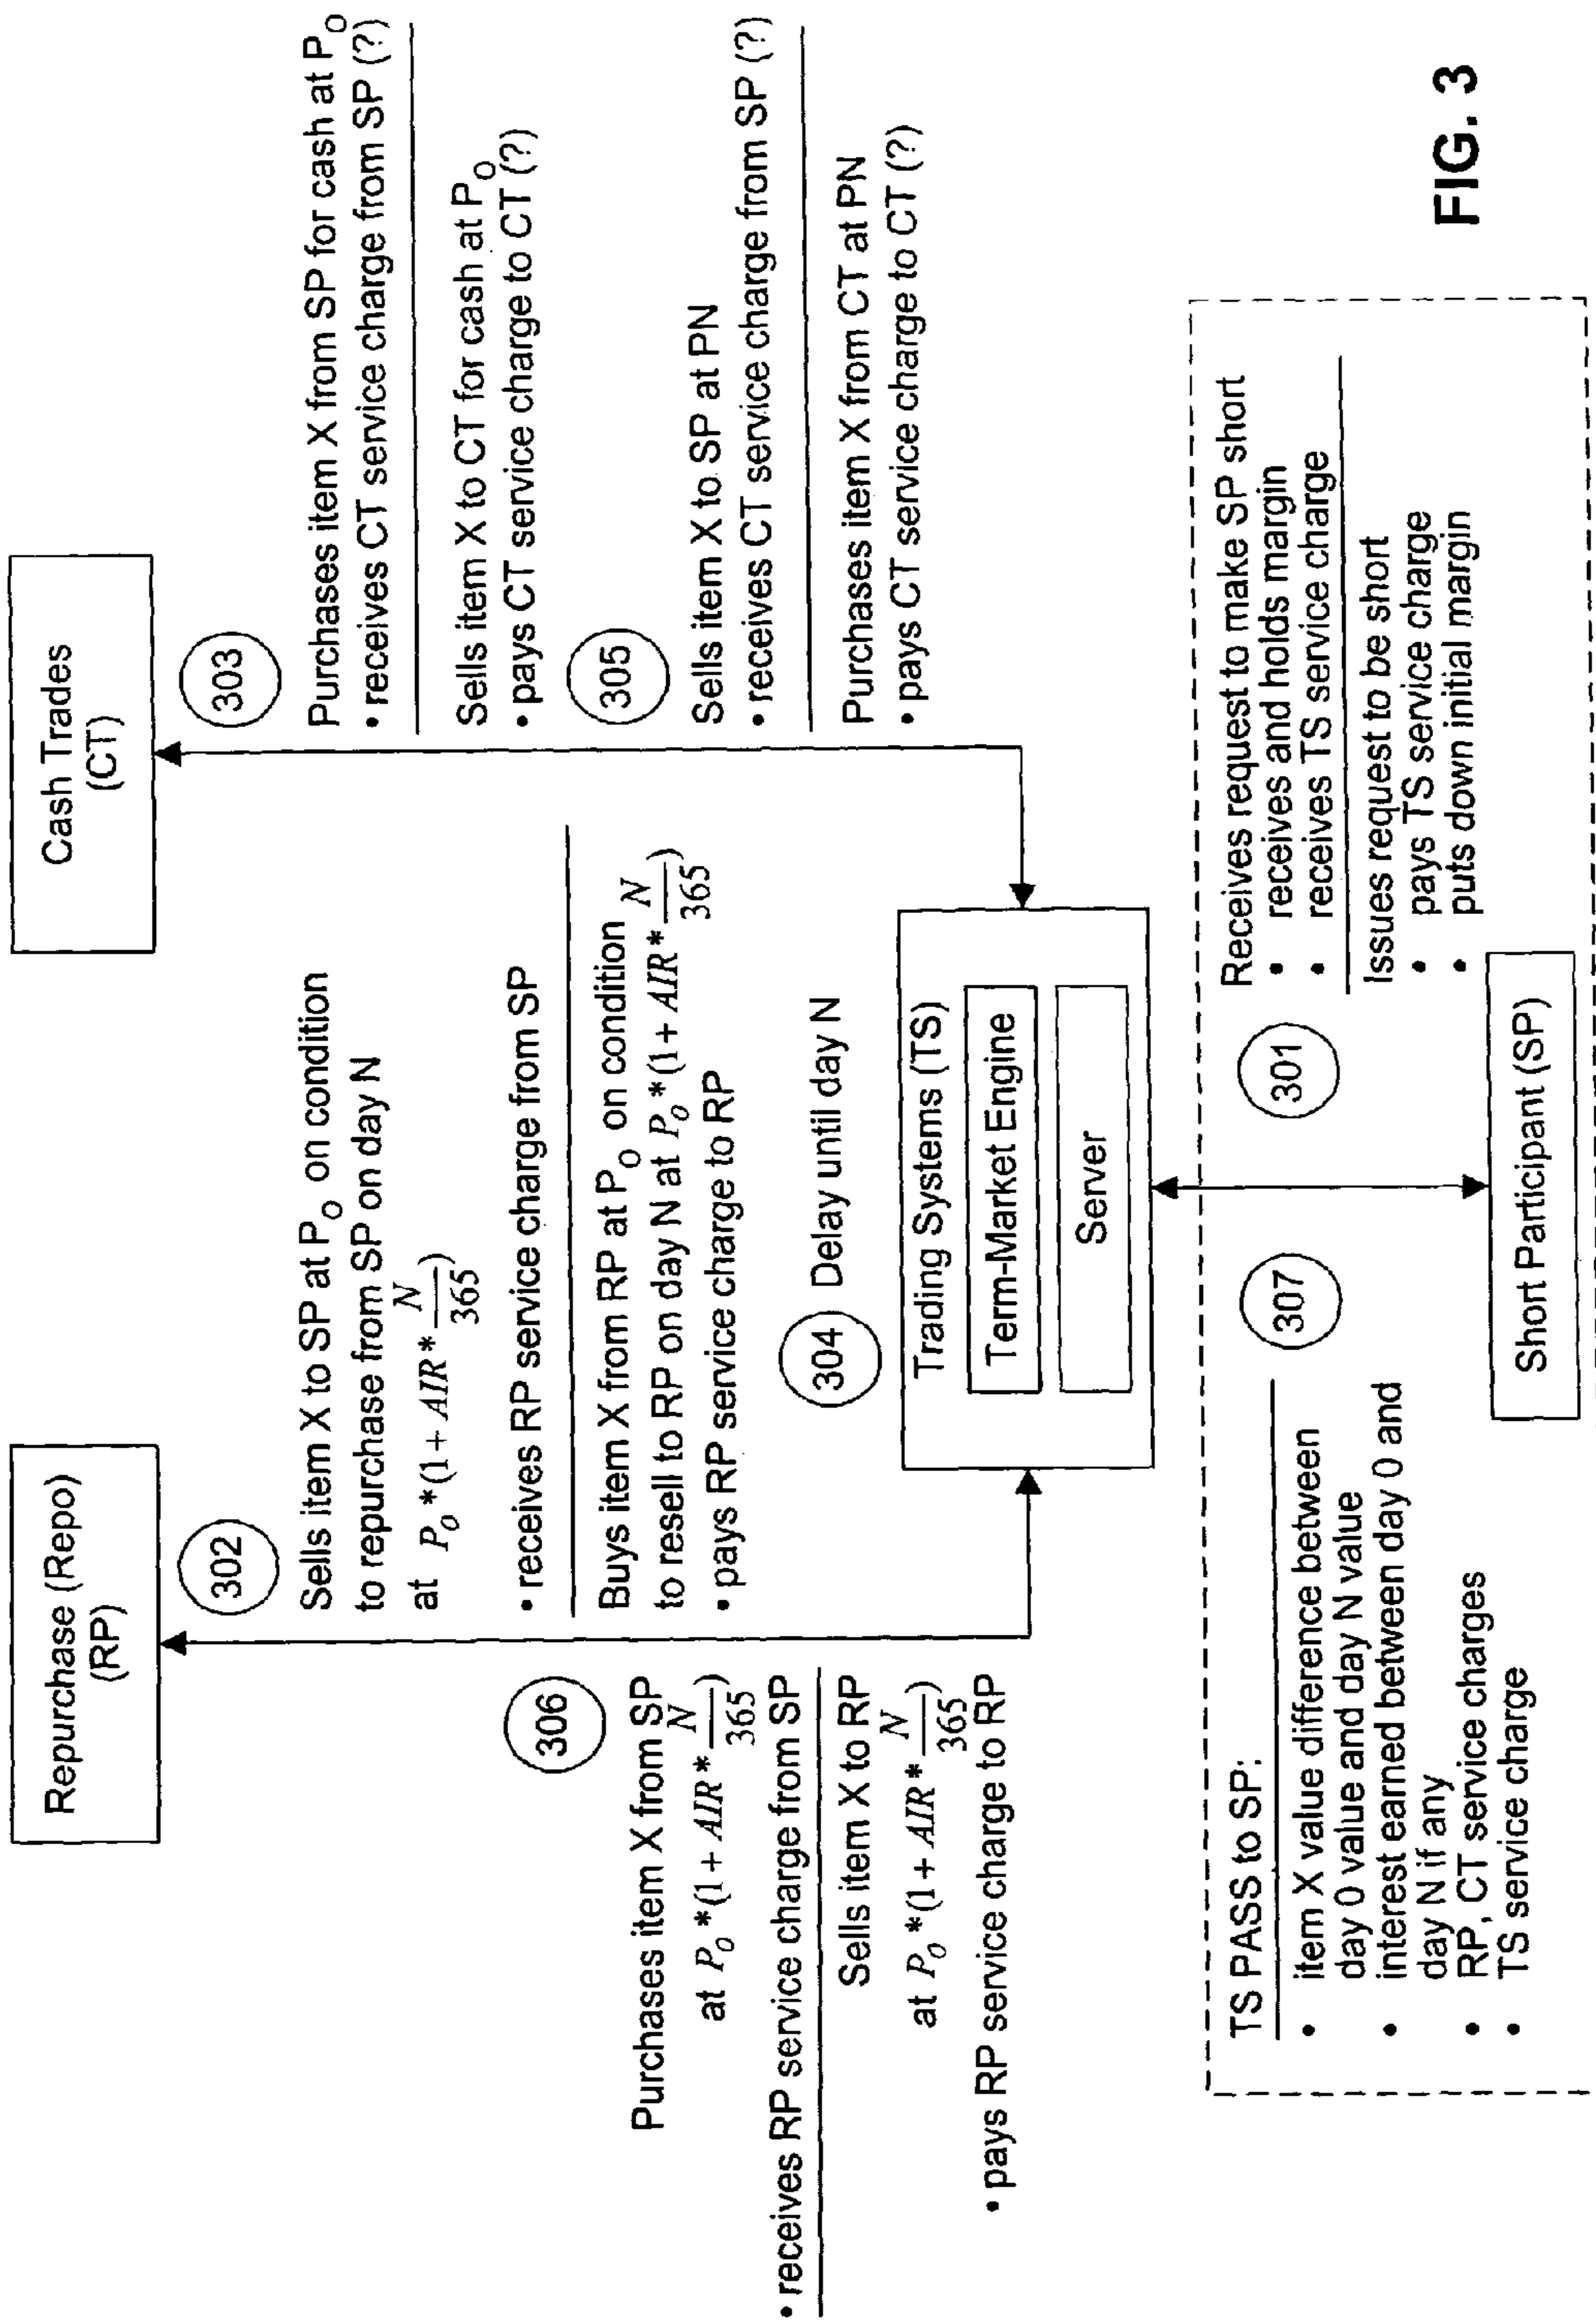 Repurchase (Repo)
(RP)
302
Sells item X to SP at P₀ on condition
to repurchase from SP on day N
at P₀*(1+ AIR*N/365)
• receives RP service charge from SP
Buys item X from RP at P₀ on condition
to resell to RP on day N at P₀*(1+ AIR*N/365)
• pays RP service charge to RP
306
Purchases item X from SP
at P₀*(1+ AIR*N/365)
• receives RP service charge from SP
Sells item X to RP
at P₀*(1+ AIR*N/365)
• pays RP service charge to RP
Cash Trades
(CT)
303
Purchases item X from SP for cash at P₀
• receives CT service charge from SP (?)
Sells item X to CT for cash at P₀
• pays CT service charge to CT (?)
305
Sells item X to SP at PN
• receives CT service charge from SP (?)
Purchases item X from CT at PN
• pays CT service charge to CT (?)
304 Delay until day N
Trading Systems (TS)
Term-Market Engine
Server
307
TS PASS to SP:
• item X value difference between
day 0 value and day N value
• interest earned between day 0 and
day N if any
• RP, CT service charges
• TS service charge
301
Receives request to make SP short
• receives and holds margin
• receives TS service charge
Issues request to be short
• pays TS service charge
• puts down initial margin
Short Participant (SP)
FIG. 3